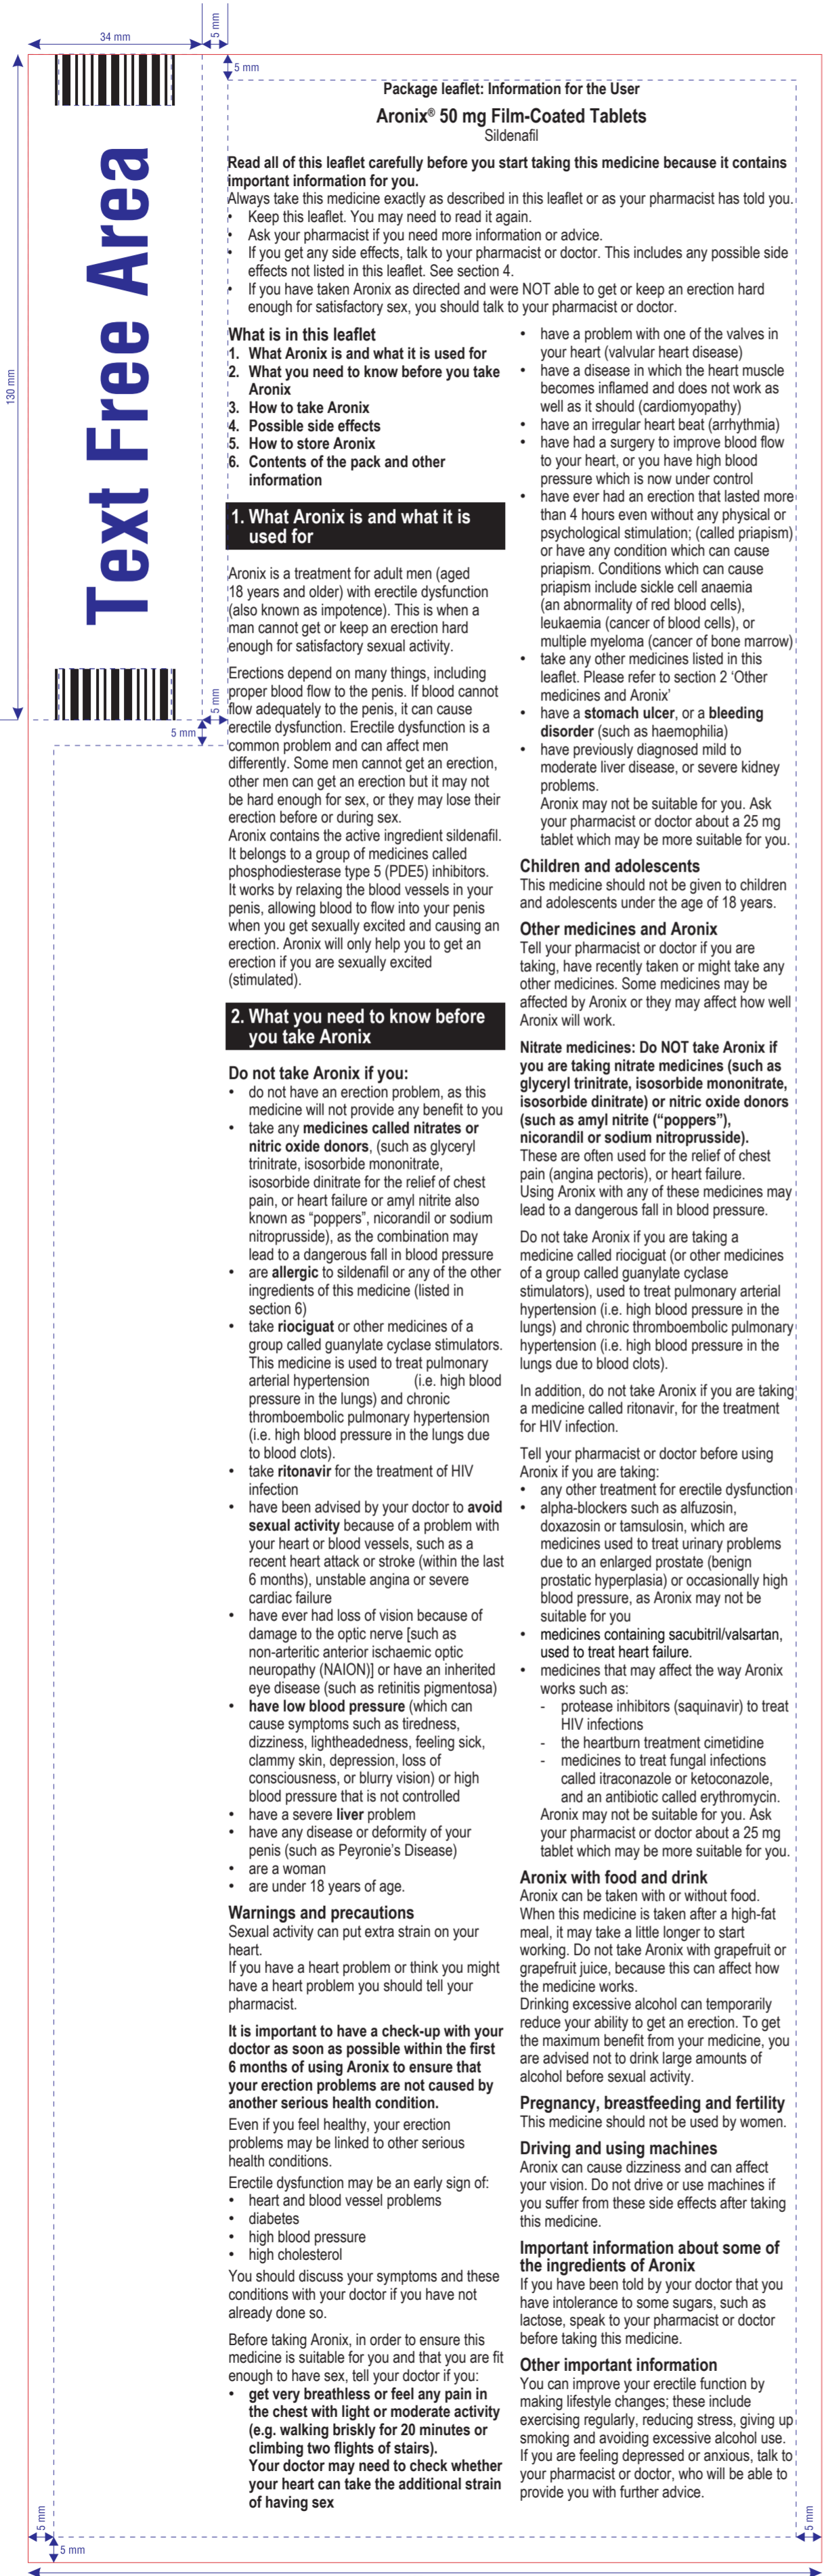 34 mm
5 mm
5 mm
130 mm
Text Free Area
5 mm
5 mm
Package leaflet: Information for the User
Aronix® 50 mg Film-Coated Tablets
Sildenafil
Read all of this leaflet carefully before you start taking this medicine because it contains
important information for you.
Always take this medicine exactly as described in this leaflet or as your pharmacist has told you.
• Keep this leaflet. You may need to read it again.
• Ask your pharmacist if you need more information or advice.
• If you get any side effects, talk to your pharmacist or doctor. This includes any possible side
effects not listed in this leaflet. See section 4.
• If you have taken Aronix as directed and were NOT able to get or keep an erection hard
enough for satisfactory sex, you should talk to your pharmacist or doctor.
What is in this leaflet
1. What Aronix is and what it is used for
2. What you need to know before you take
Aronix
3. How to take Aronix
4. Possible side effects
5. How to store Aronix
6. Contents of the pack and other
information
1. What Aronix is and what it is
used for
Aronix is a treatment for adult men (aged
18 years and older) with erectile dysfunction
(also known as impotence). This is when a
man cannot get or keep an erection hard
enough for satisfactory sexual activity.
Erections depend on many things, including
proper blood flow to the penis. If blood cannot
flow adequately to the penis, it can cause
erectile dysfunction. Erectile dysfunction is a
common problem and can affect men
differently. Some men cannot get an erection,
other men can get an erection but it may not
be hard enough for sex, or they may lose their
erection before or during sex.
Aronix contains the active ingredient sildenafil.
It belongs to a group of medicines called
phosphodiesterase type 5 (PDE5) inhibitors.
It works by relaxing the blood vessels in your
penis, allowing blood to flow into your penis
when you get sexually excited and causing an
erection. Aronix will only help you to get an
erection if you are sexually excited
(stimulated).
2. What you need to know before
you take Aronix
Do not take Aronix if you:
• do not have an erection problem, as this
medicine will not provide any benefit to you
• take any medicines called nitrates or
nitric oxide donors, (such as glyceryl
trinitrate, isosorbide mononitrate,
isosorbide dinitrate for the relief of chest
pain, or heart failure or amyl nitrite also
known as “poppers”, nicorandil or sodium
nitroprusside), as the combination may
lead to a dangerous fall in blood pressure
• are allergic to sildenafil or any of the other
ingredients of this medicine (listed in
section 6)
• take riociguat or other medicines of a
group called guanylate cyclase stimulators.
This medicine is used to treat pulmonary
arterial hypertension (i.e. high blood
pressure in the lungs) and chronic
thromboembolic pulmonary hypertension
(i.e. high blood pressure in the lungs due
to blood clots).
• take ritonavir for the treatment of HIV
infection
• have been advised by your doctor to avoid
sexual activity because of a problem with
your heart or blood vessels, such as a
recent heart attack or stroke (within the last
6 months), unstable angina or severe
cardiac failure
• have ever had loss of vision because of
damage to the optic nerve [such as
non-arteritic anterior ischaemic optic
neuropathy (NAION)] or have an inherited
eye disease (such as retinitis pigmentosa)
• have low blood pressure (which can
cause symptoms such as tiredness,
dizziness, lightheadedness, feeling sick,
clammy skin, depression, loss of
consciousness, or blurry vision) or high
blood pressure that is not controlled
• have a severe liver problem
• have any disease or deformity of your
penis (such as Peyronie's Disease)
• are a woman
• are under 18 years of age.
Warnings and precautions
Sexual activity can put extra strain on your
heart.
If you have a heart problem or think you might
have a heart problem you should tell your
pharmacist.
It is important to have a check-up with your
doctor as soon as possible within the first
6 months of using Aronix to ensure that
your erection problems are not caused by
another serious health condition.
Even if you feel healthy, your erection
problems may be linked to other serious
health conditions.
Erectile dysfunction may be an early sign of:
• heart and blood vessel problems
• diabetes
• high blood pressure
• high cholesterol
You should discuss your symptoms and these
conditions with your doctor if you have not
already done so.
Before taking Aronix, in order to ensure this
medicine is suitable for you and that you are fit
enough to have sex, tell your doctor if you:
• get very breathless or feel any pain in
the chest with light or moderate activity
(e.g. walking briskly for 20 minutes or
climbing two flights of stairs).
Your doctor may need to check whether
your heart can take the additional strain
of having sex
• have a problem with one of the valves in
your heart (valvular heart disease)
• have a disease in which the heart muscle
becomes inflamed and does not work as
well as it should (cardiomyopathy)
• have an irregular heart beat (arrhythmia)
• have had a surgery to improve blood flow
to your heart, or you have high blood
pressure which is now under control
• have ever had an erection that lasted more
than 4 hours even without any physical or
psychological stimulation; (called priapism)
or have any condition which can cause
priapism. Conditions which can cause
priapism include sickle cell anaemia
(an abnormality of red blood cells),
leukaemia (cancer of blood cells), or
multiple myeloma (cancer of bone marrow)
• take any other medicines listed in this
leaflet. Please refer to section 2 ‘Other
medicines and Aronix’
• have a stomach ulcer, or a bleeding
disorder (such as haemophilia)
• have previously diagnosed mild to
moderate liver disease, or severe kidney
problems.
Aronix may not be suitable for you. Ask
your pharmacist or doctor about a 25 mg
tablet which may be more suitable for you.
Children and adolescents
This medicine should not be given to children
and adolescents under the age of 18 years.
Other medicines and Aronix
Tell your pharmacist or doctor if you are
taking, have recently taken or might take any
other medicines. Some medicines may be
affected by Aronix or they may affect how well
Aronix will work.
Nitrate medicines: Do NOT take Aronix if
you are taking nitrate medicines (such as
glyceryl trinitrate, isosorbide mononitrate,
isosorbide dinitrate) or nitric oxide donors
(such as amyl nitrite (“poppers”),
nicorandil or sodium nitroprusside).
These are often used for the relief of chest
pain (angina pectoris), or heart failure.
Using Aronix with any of these medicines may
lead to a dangerous fall in blood pressure.
Do not take Aronix if you are taking a
medicine called riociguat (or other medicines
of a group called guanylate cyclase
stimulators), used to treat pulmonary arterial
hypertension (i.e. high blood pressure in the
lungs) and chronic thromboembolic pulmonary
hypertension (i.e. high blood pressure in the
lungs due to blood clots).
In addition, do not take Aronix if you are taking
a medicine called ritonavir, for the treatment
for HIV infection.
Tell your pharmacist or doctor before using
Aronix if you are taking:
• any other treatment for erectile dysfunction
• alpha-blockers such as alfuzosin,
doxazosin or tamsulosin, which are
medicines used to treat urinary problems
due to an enlarged prostate (benign
prostatic hyperplasia) or occasionally high
blood pressure, as Aronix may not be
suitable for you
• medicines containing sacubitril/valsartan,
used to treat heart failure.
• medicines that may affect the way Aronix
works such as:
- protease inhibitors (saquinavir) to treat
HIV infections
- the heartburn treatment cimetidine
- medicines to treat fungal infections
called itraconazole or ketoconazole,
and an antibiotic called erythromycin.
Aronix may not be suitable for you. Ask
your pharmacist or doctor about a 25 mg
tablet which may be more suitable for you.
Aronix with food and drink
Aronix can be taken with or without food.
When this medicine is taken after a high-fat
meal, it may take a little longer to start
working. Do not take Aronix with grapefruit or
grapefruit juice, because this can affect how
the medicine works.
Drinking excessive alcohol can temporarily
reduce your ability to get an erection. To get
the maximum benefit from your medicine, you
are advised not to drink large amounts of
alcohol before sexual activity.
Pregnancy, breastfeeding and fertility
This medicine should not be used by women.
Driving and using machines
Aronix can cause dizziness and can affect
your vision. Do not drive or use machines if
you suffer from these side effects after taking
this medicine.
Important information about some of
the ingredients of Aronix
If you have been told by your doctor that you
have intolerance to some sugars, such as
lactose, speak to your pharmacist or doctor
before taking this medicine.
Other important information
You can improve your erectile function by
making lifestyle changes; these include
exercising regularly, reducing stress, giving up
smoking and avoiding excessive alcohol use.
If you are feeling depressed or anxious, talk to
your pharmacist or doctor, who will be able to
provide you with further advice.
5 mm
5 mm
5 mm